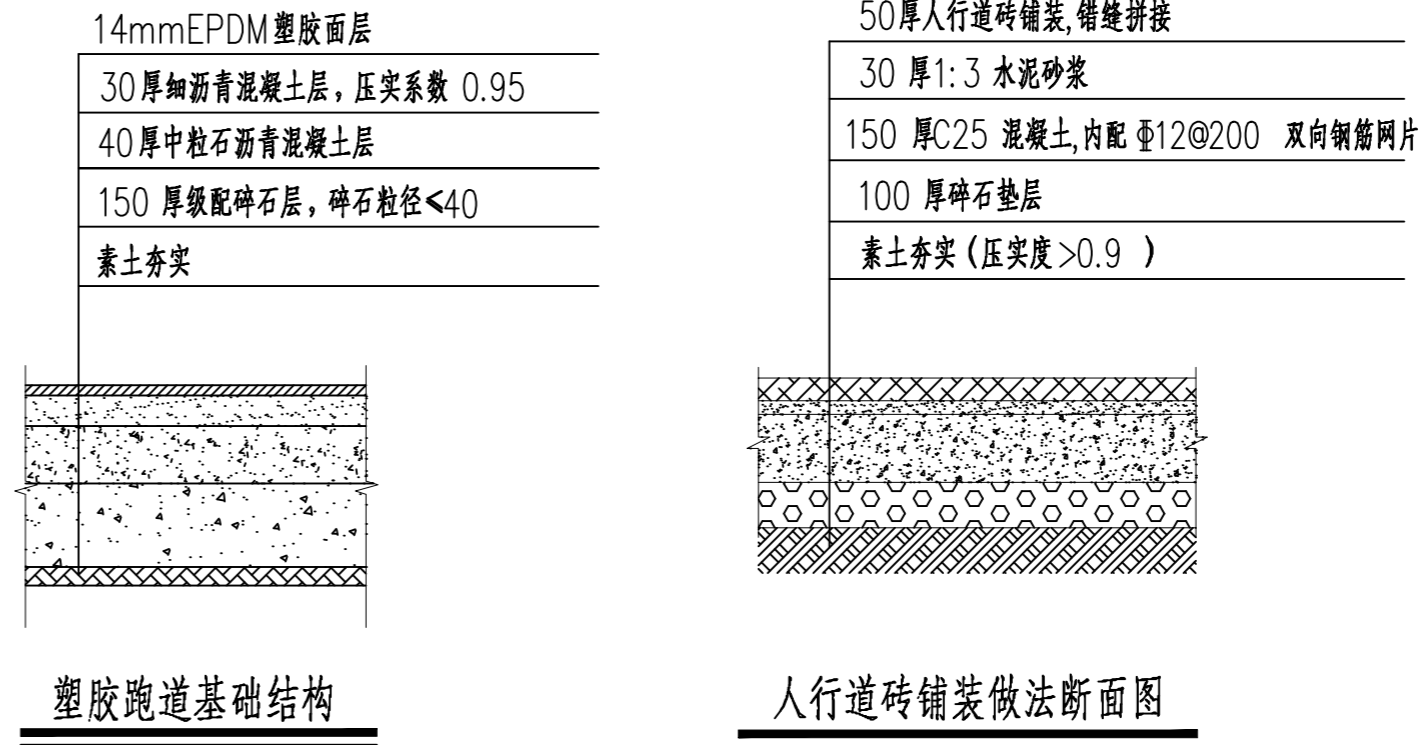 14mmEPDM塑胶面层
30厚细沥青混凝土层，压实系数 0.95
40厚中粒石沥青混凝土层
150 厚级配碎石层，碎石粒径≤40
素土夯实
塑胶跑道基础结构
50厚人行道砖铺装,错缝拼接
30 厚1:3 水泥砂浆
150 厚C25 混凝土,内配 Φ12@200 双向钢筋网片
100 厚碎石垫层
素土夯实（压实度>0.9 ）
人行道砖铺装做法断面图